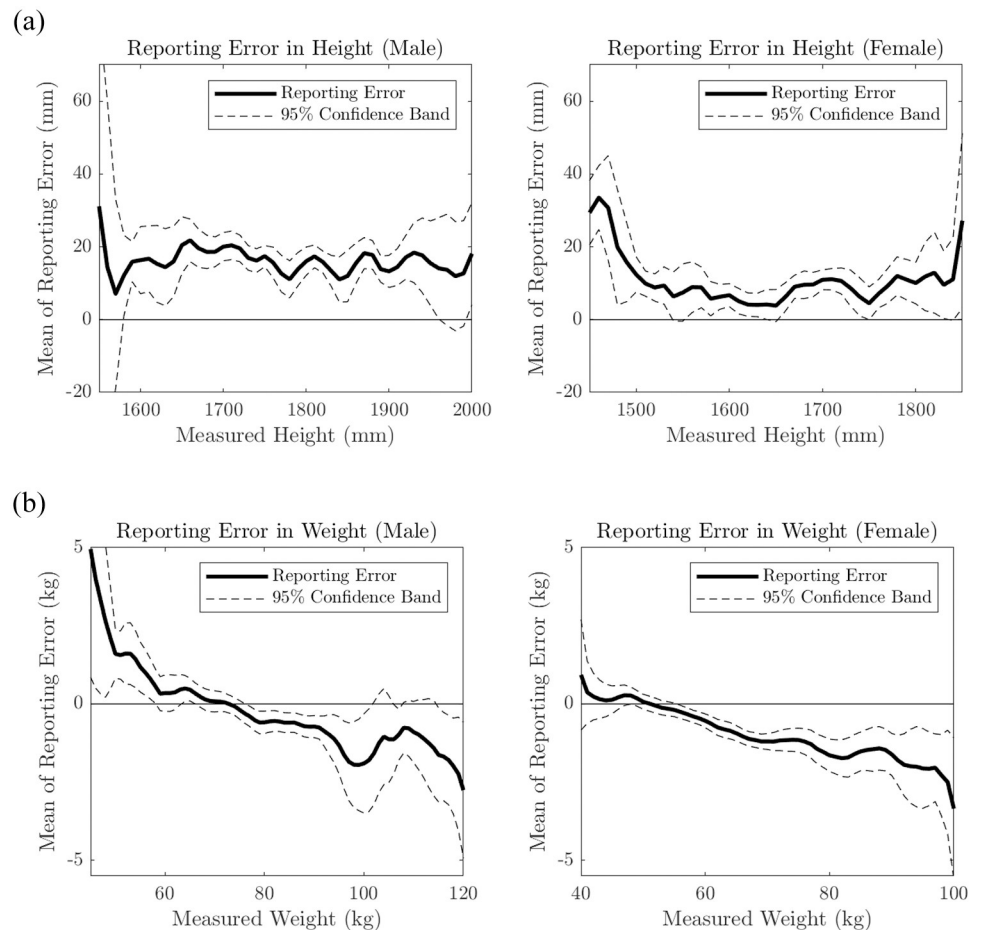 (a)
Reporting Error in Height (Male)
Reporting Error
95% Confidence Band
Mean of Reporting Error (mm)
60
40
20
0
-20
1600 1700 1800 1900 2000
Measured Height (mm)
Reporting Error in Height (Female)
Reporting Error
95% Confidence Band
Mean of Reporting Error (mm)
60
40
20
0
-20
1500 1600 1700 1800
Measured Height (mm)
(b)
Reporting Error in Weight (Male)
Reporting Error
95% Confidence Band
Mean of Reporting Error (kg)
5
0
-5
60 80 100 120
Measured Weight (kg)
Reporting Error in Weight (Female)
Reporting Error
95% Confidence Band
Mean of Reporting Error (kg)
5
0
-5
40 60 80 100
Measured Weight (kg)